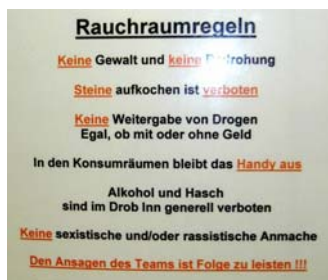 Rauchraumregeln
Keine Gewalt und keine Bedrohung
Steine aufkochen ist verboten
Keine Weitergabe von Drogen
Egal, ob mit oder ohne Geld
In den Konsumräumen bleibt das Handy aus
Alkohol und Hasch
sind im Drob Inn generell verboten
Keine sexistische und/oder rassistische Anmache
Den Ansagen des Teams ist Folge zu leisten !!!